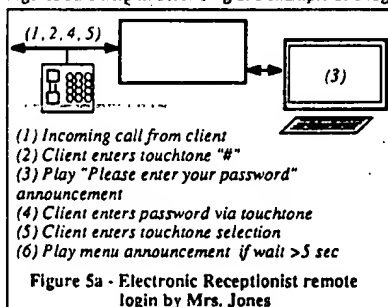 (1, 2, 4, 5)
(3)
(1) Incoming call from client
(2) Client enters touchtone "#"
(3) Play "Please enter your password"
announcement
(4) Client enters password via touchtone
(5) Client enters touchtone selection
(6) Play menu announcement if wait >5 sec
Figure 5a - Electronic Receptionist remote
login by Mrs. Jones